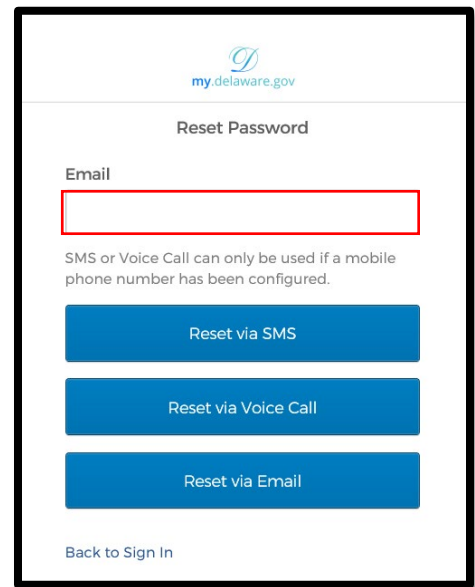 D
my.delaware.gov
Reset Password
Email
SMS or Voice Call can only be used if a mobile
phone number has been configured.
Reset via SMS
Reset via Voice Call
Reset via Email
Back to Sign In